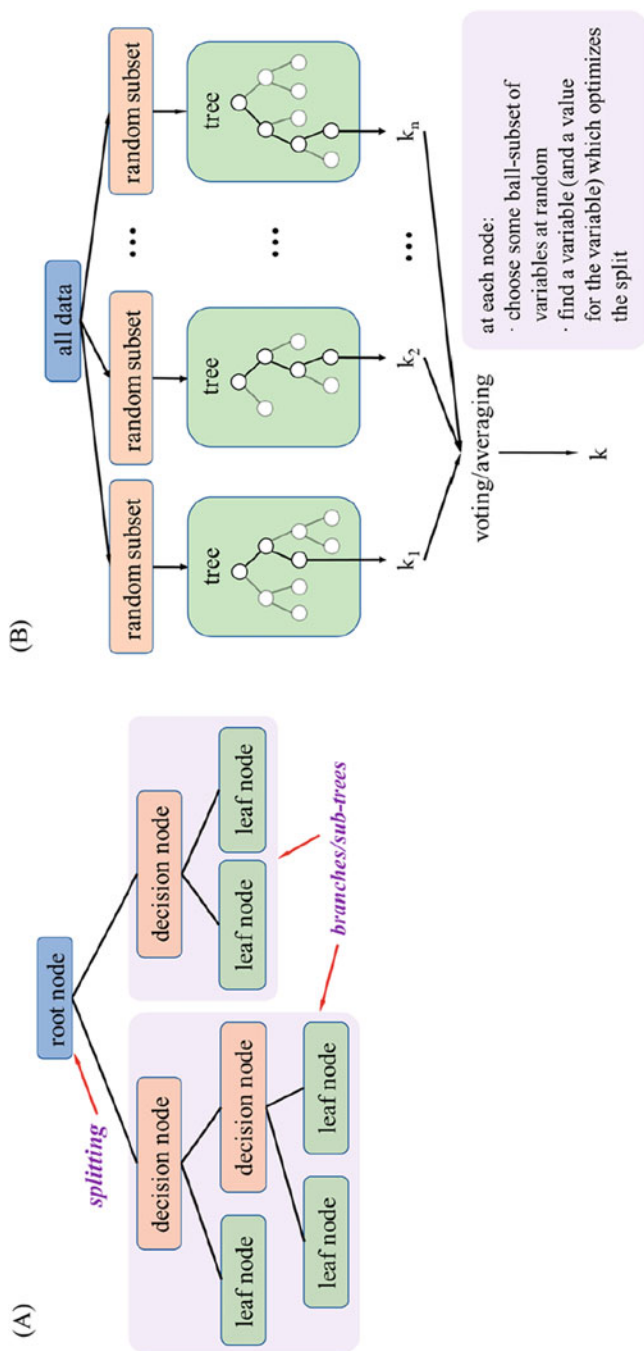 (A)
root node
splitting
decision node
decision node
leaf node
decision node
leaf node
leaf node
leaf node
leaf node
branches/sub-trees
(B)
all data
random subset
random subset
random subset
...
tree
tree
tree
...
k1
k2
...
kn
voting/averaging
k
at each node:
· choose some ball-subset of
variables at random
· find a variable (and a value
for the variable) which optimizes
the split